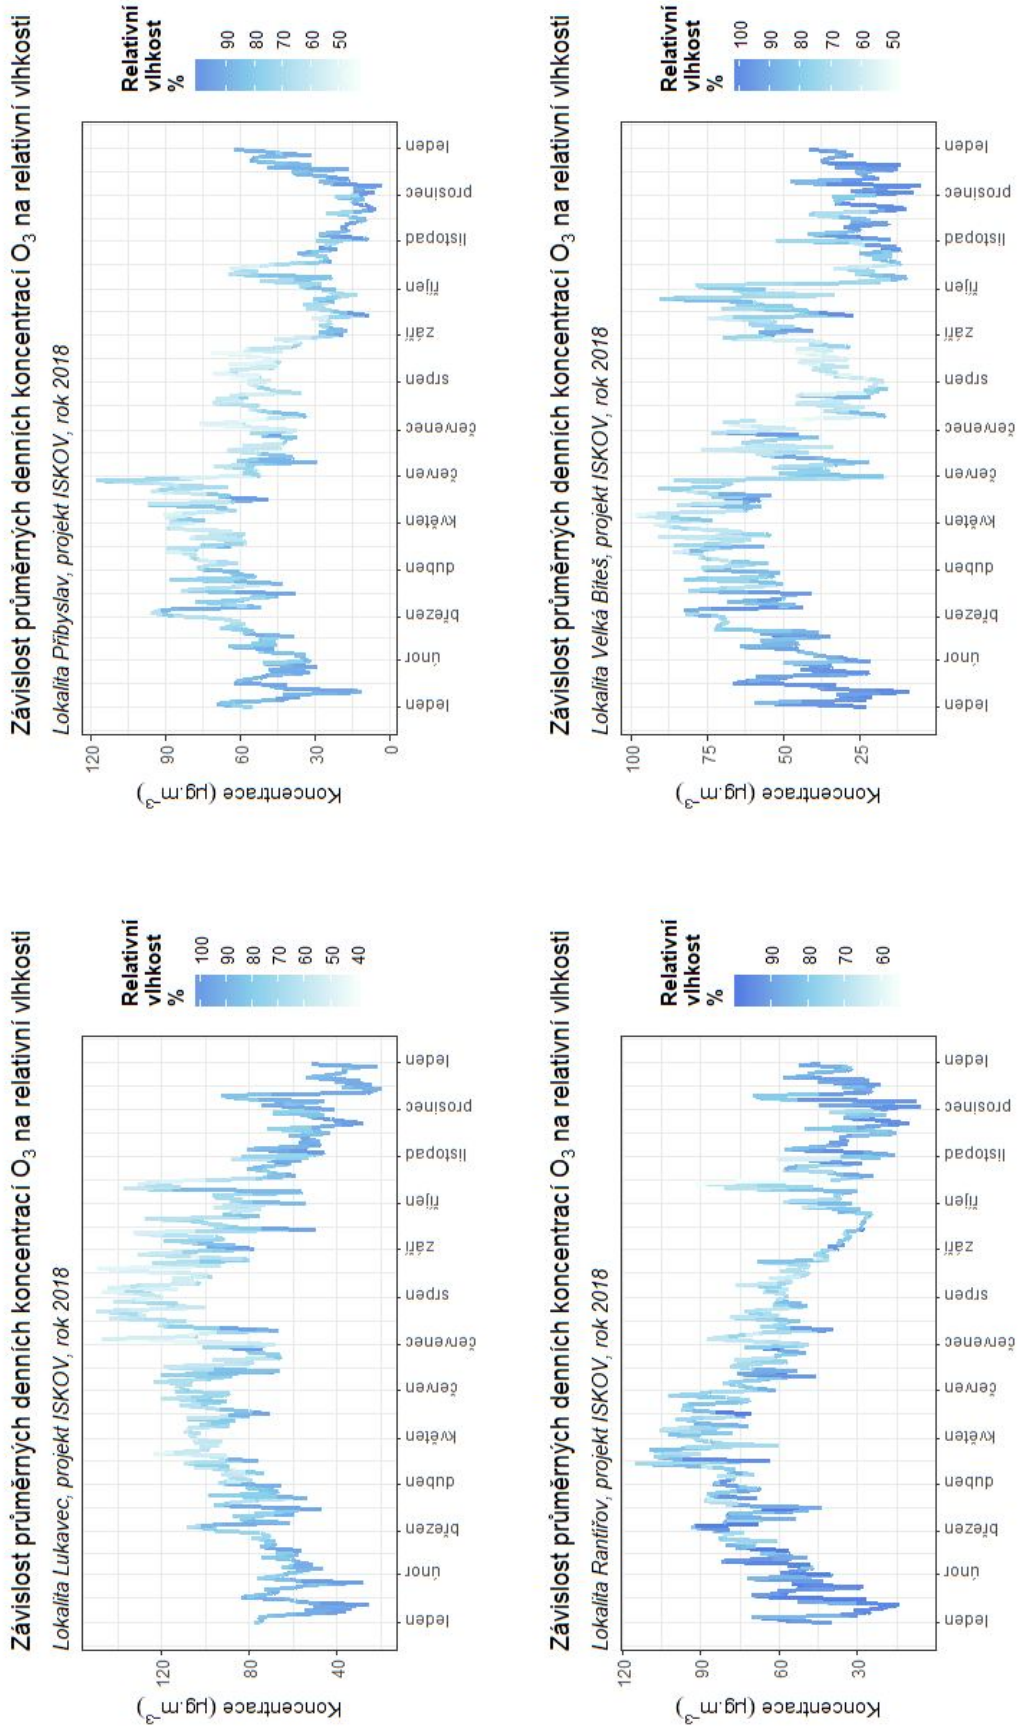 Závislost průměrných denních koncentrací O₃ na relativní vlhkosti
Lokalita Lukavec, projekt ISKOV, rok 2018
Koncentrace (µg.m⁻³)
120
80
40
leden
únor
březen
duben
květen
červen
červenec
srpen
září
říjen
listopad
prosinec
leden
Relativní
vlhkost
%
100
90
80
70
60
50
40
Závislost průměrných denních koncentrací O₃ na relativní vlhkosti
Lokalita Přibyslav, projekt ISKOV, rok 2018
Koncentrace (µg.m⁻³)
120
90
60
30
0
leden
únor
březen
duben
květen
červen
červenec
srpen
září
říjen
listopad
prosinec
leden
Relativní
vlhkost
%
90
80
70
60
50
Závislost průměrných denních koncentrací O₃ na relativní vlhkosti
Lokalita Rantířov, projekt ISKOV, rok 2018
Koncentrace (µg.m⁻³)
120
90
60
30
leden
únor
březen
duben
květen
červen
červenec
srpen
září
říjen
listopad
prosinec
leden
Relativní
vlhkost
%
90
80
70
60
Závislost průměrných denních koncentrací O₃ na relativní vlhkosti
Lokalita Velká Bíteš, projekt ISKOV, rok 2018
Koncentrace (µg.m⁻³)
100
75
50
25
leden
únor
březen
duben
květen
červen
červenec
srpen
září
říjen
listopad
prosinec
leden
Relativní
vlhkost
%
100
90
80
70
60
50